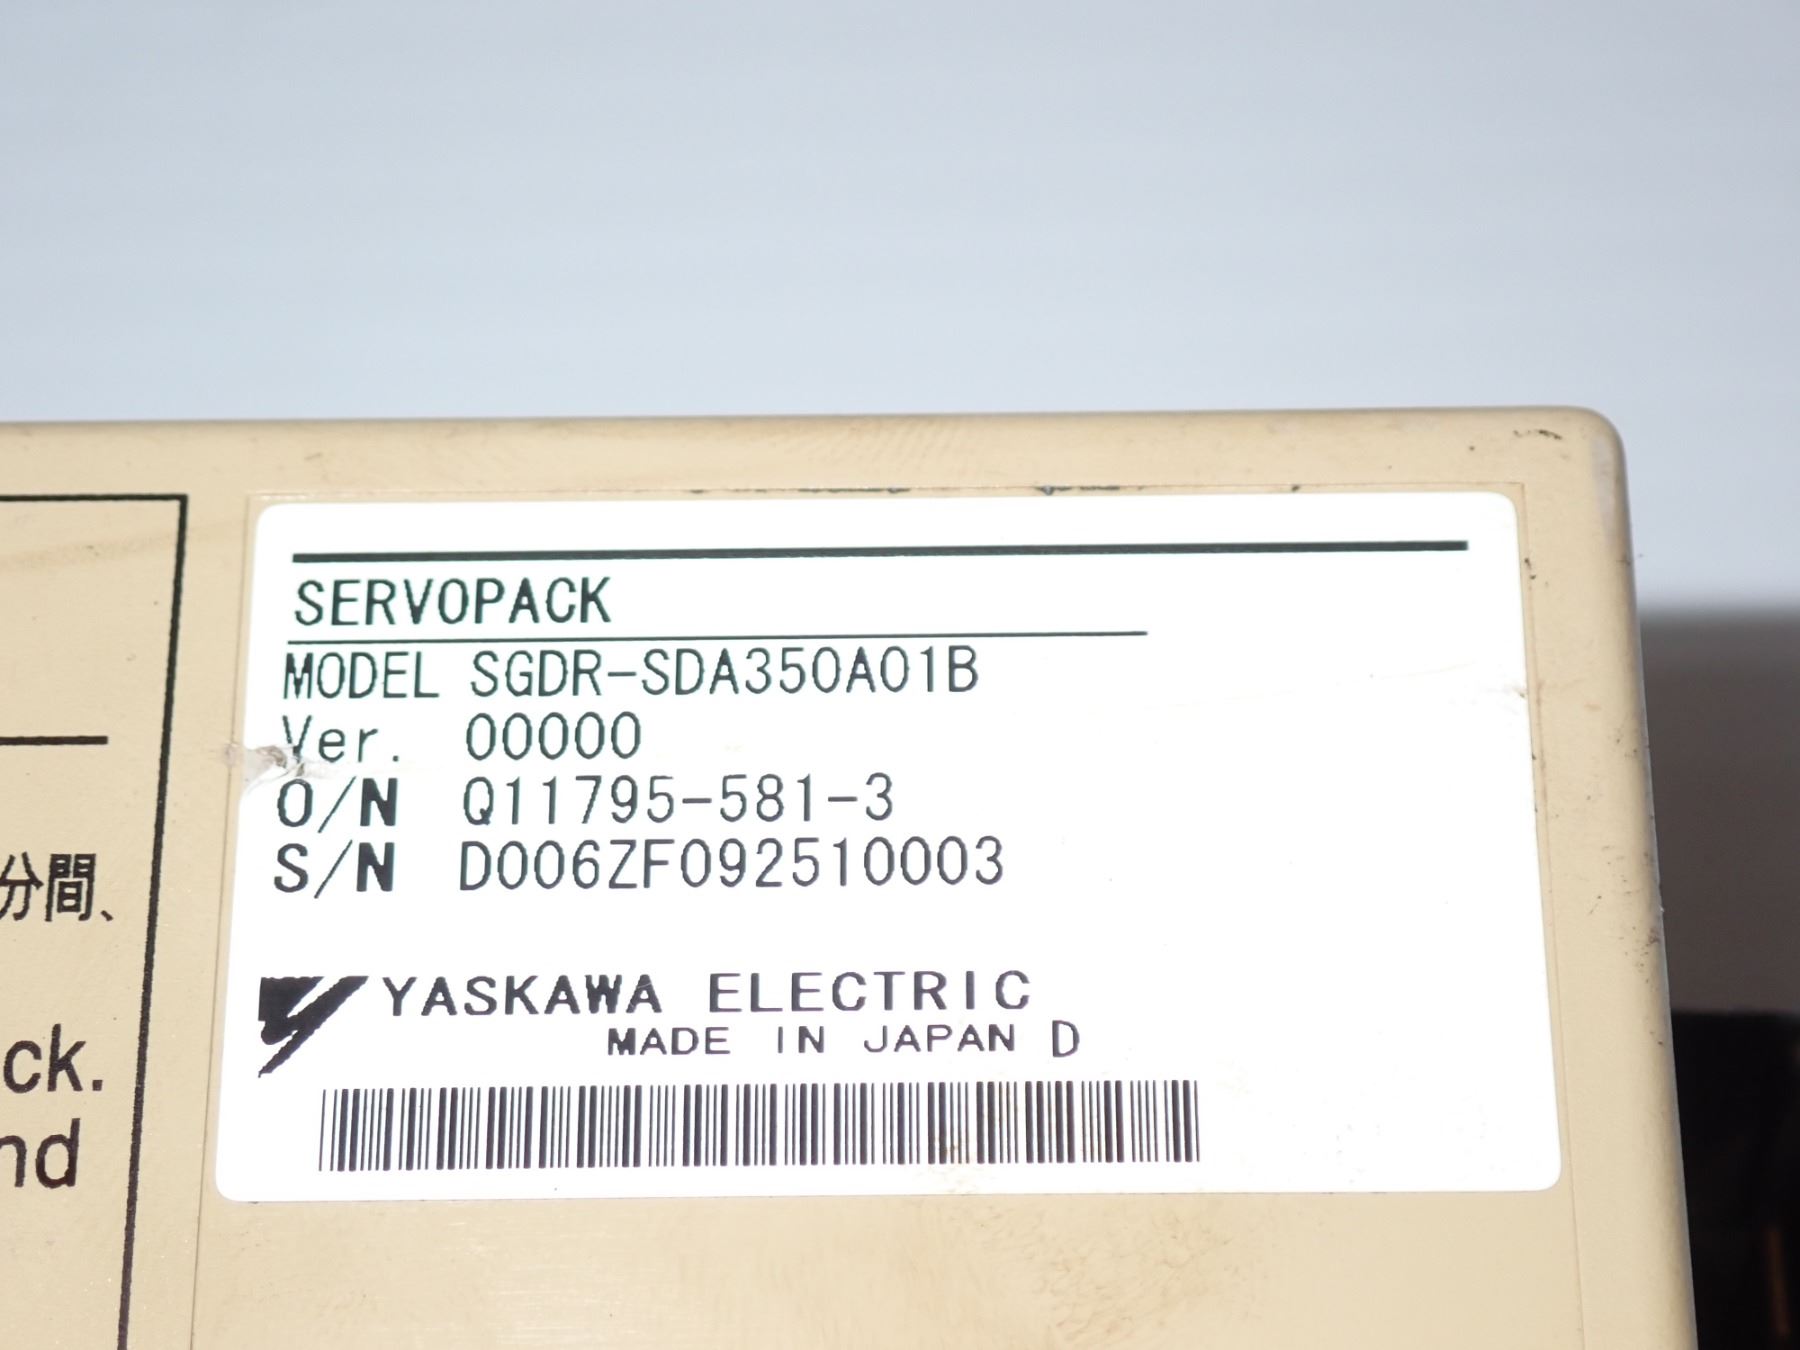 SERVOPACK
MODEL SGDR-SDA350A01B
Ver. 00000
O/N Q11795-581-3
S/N D006ZF092510003
YASKAWA ELECTRIC
MADE IN JAPAN D
分間、
ck.
nd